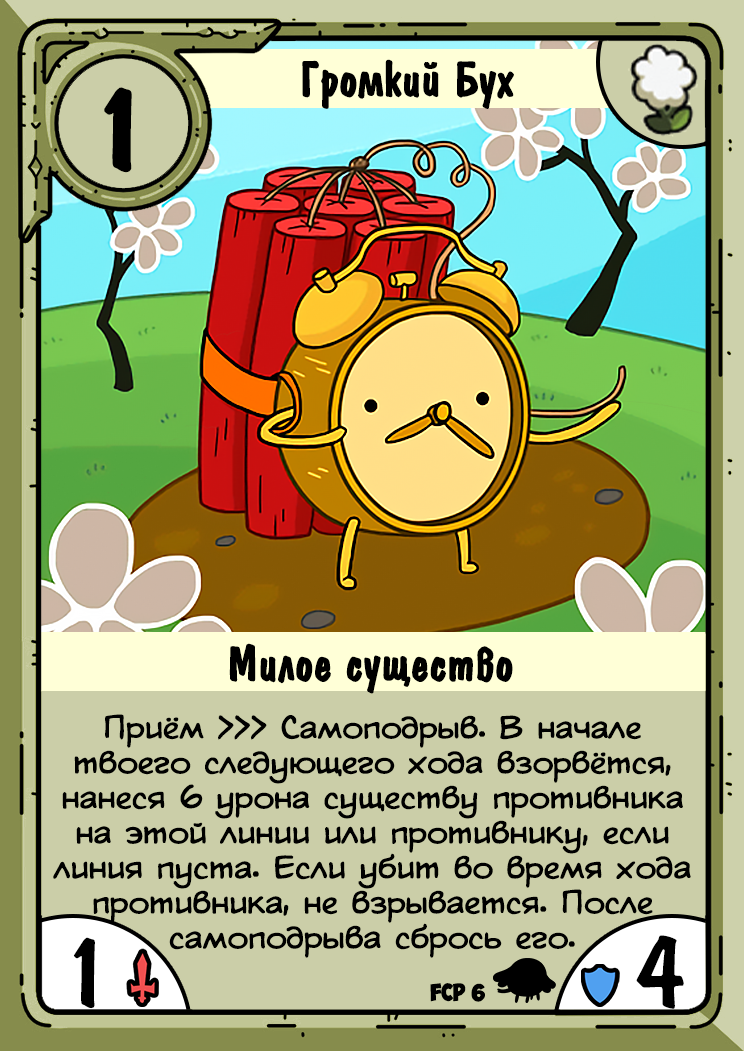 1
Громкий Бух
Милое существо
Приём >>> Самоподрыв. В начале
твоего следующего хода взорвётся,
нанеся 6 урона существу противника
на этой линии или противнику, если
линия пуста. Если убит во время хода
противника, не взрывается. После
самоподрыва сбрось его.
1
FCP 6
4